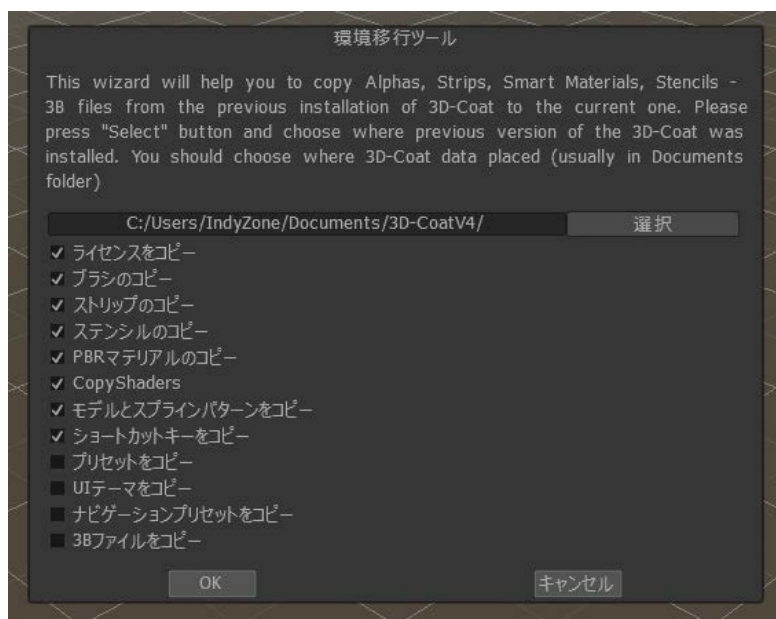 環境移行ツール
This wizard will help you to copy Alphas, Strips, Smart Materials, Stencils -
3B files from the previous installation of 3D-Coat to the current one. Please
press "Select" button and choose where previous version of the 3D-Coat was
installed. You should choose where 3D-Coat data placed (usually in Documents
folder)
C:/Users/IndyZone/Documents/3D-CoatV4/ 選択
ライセンスをコピー
ブラシのコピー
ストリップのコピー
ステンシルのコピー
PBRマテリアルのコピー
CopyShaders
モデルとスプラインパターンをコピー
ショートカットキーをコピー
プリセットをコピー
UIテーマをコピー
ナビゲーションプリセットをコピー
3Bファイルをコピー
OK キャンセル